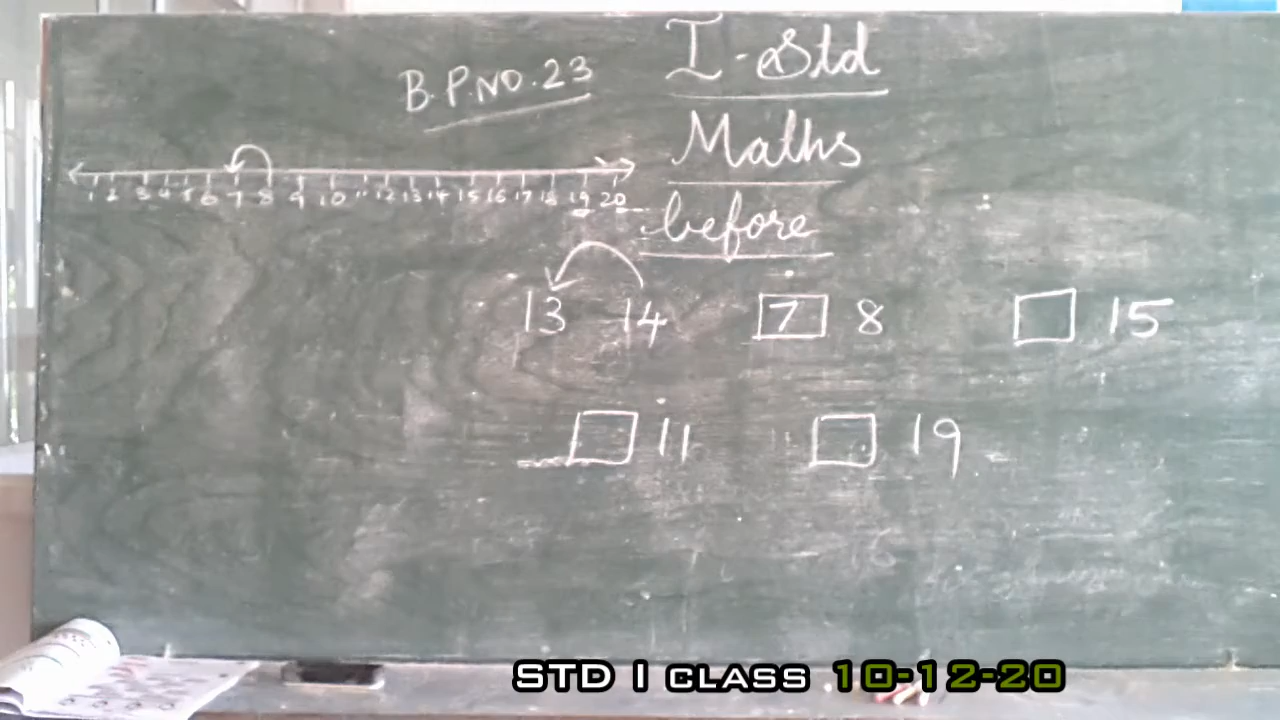 I - Std
B.P.NO.23
Maths
1 2 3 4 5 6 7 8 9 10 11 12 13 14 15 16 17 18 19 20
before
13 14 7 8 15
11 19
STD I CLASS 10-12-20